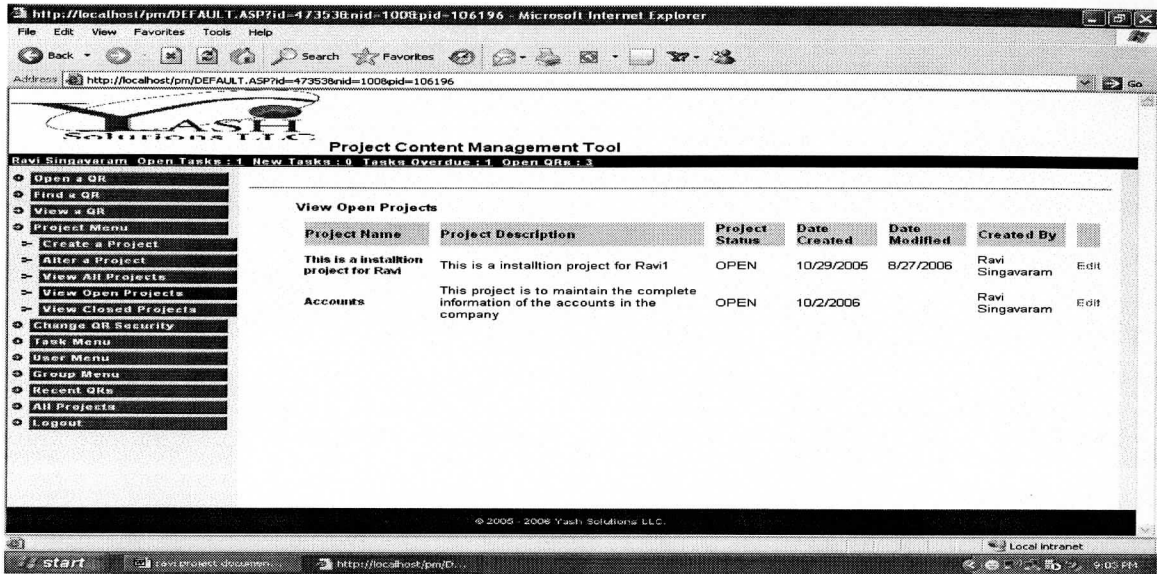 http://localhost/pm/DEFAULT.ASP?id=47353&nid=100&pid=106196 - Microsoft Internet Explorer
File Edit View Favorites Tools Help
Back Search Favorites
Address http://localhost/pm/DEFAULT.ASP?id=47353&nid=100&pid=106196 Go
YASH
Solutions LLC
Project Content Management Tool
Ravi Singavaram Open Tasks : 1 New Tasks : 0 Tasks Overdue : 1 Open QRs : 3
Open a QR
Find a QR
View a QR
Project Menu
Create a Project
Alter a Project
View All Projects
View Open Projects
View Closed Projects
Change QR Security
Task Menu
User Menu
Group Menu
Recent QRs
All Projects
Logout
View Open Projects
Project Name Project Description Project Status Date Created Date Modified Created By
This is a installtion project for Ravi This is a installtion project for Ravi1 OPEN 10/29/2005 8/27/2006 Ravi Singavaram Edit
Accounts This project is to maintain the complete information of the accounts in the company OPEN 10/2/2006 Ravi Singavaram Edit
© 2005 - 2006 Yash Solutions LLC.
Local intranet
start ravi project documen... http://localhost/pm/D... 9:03 PM